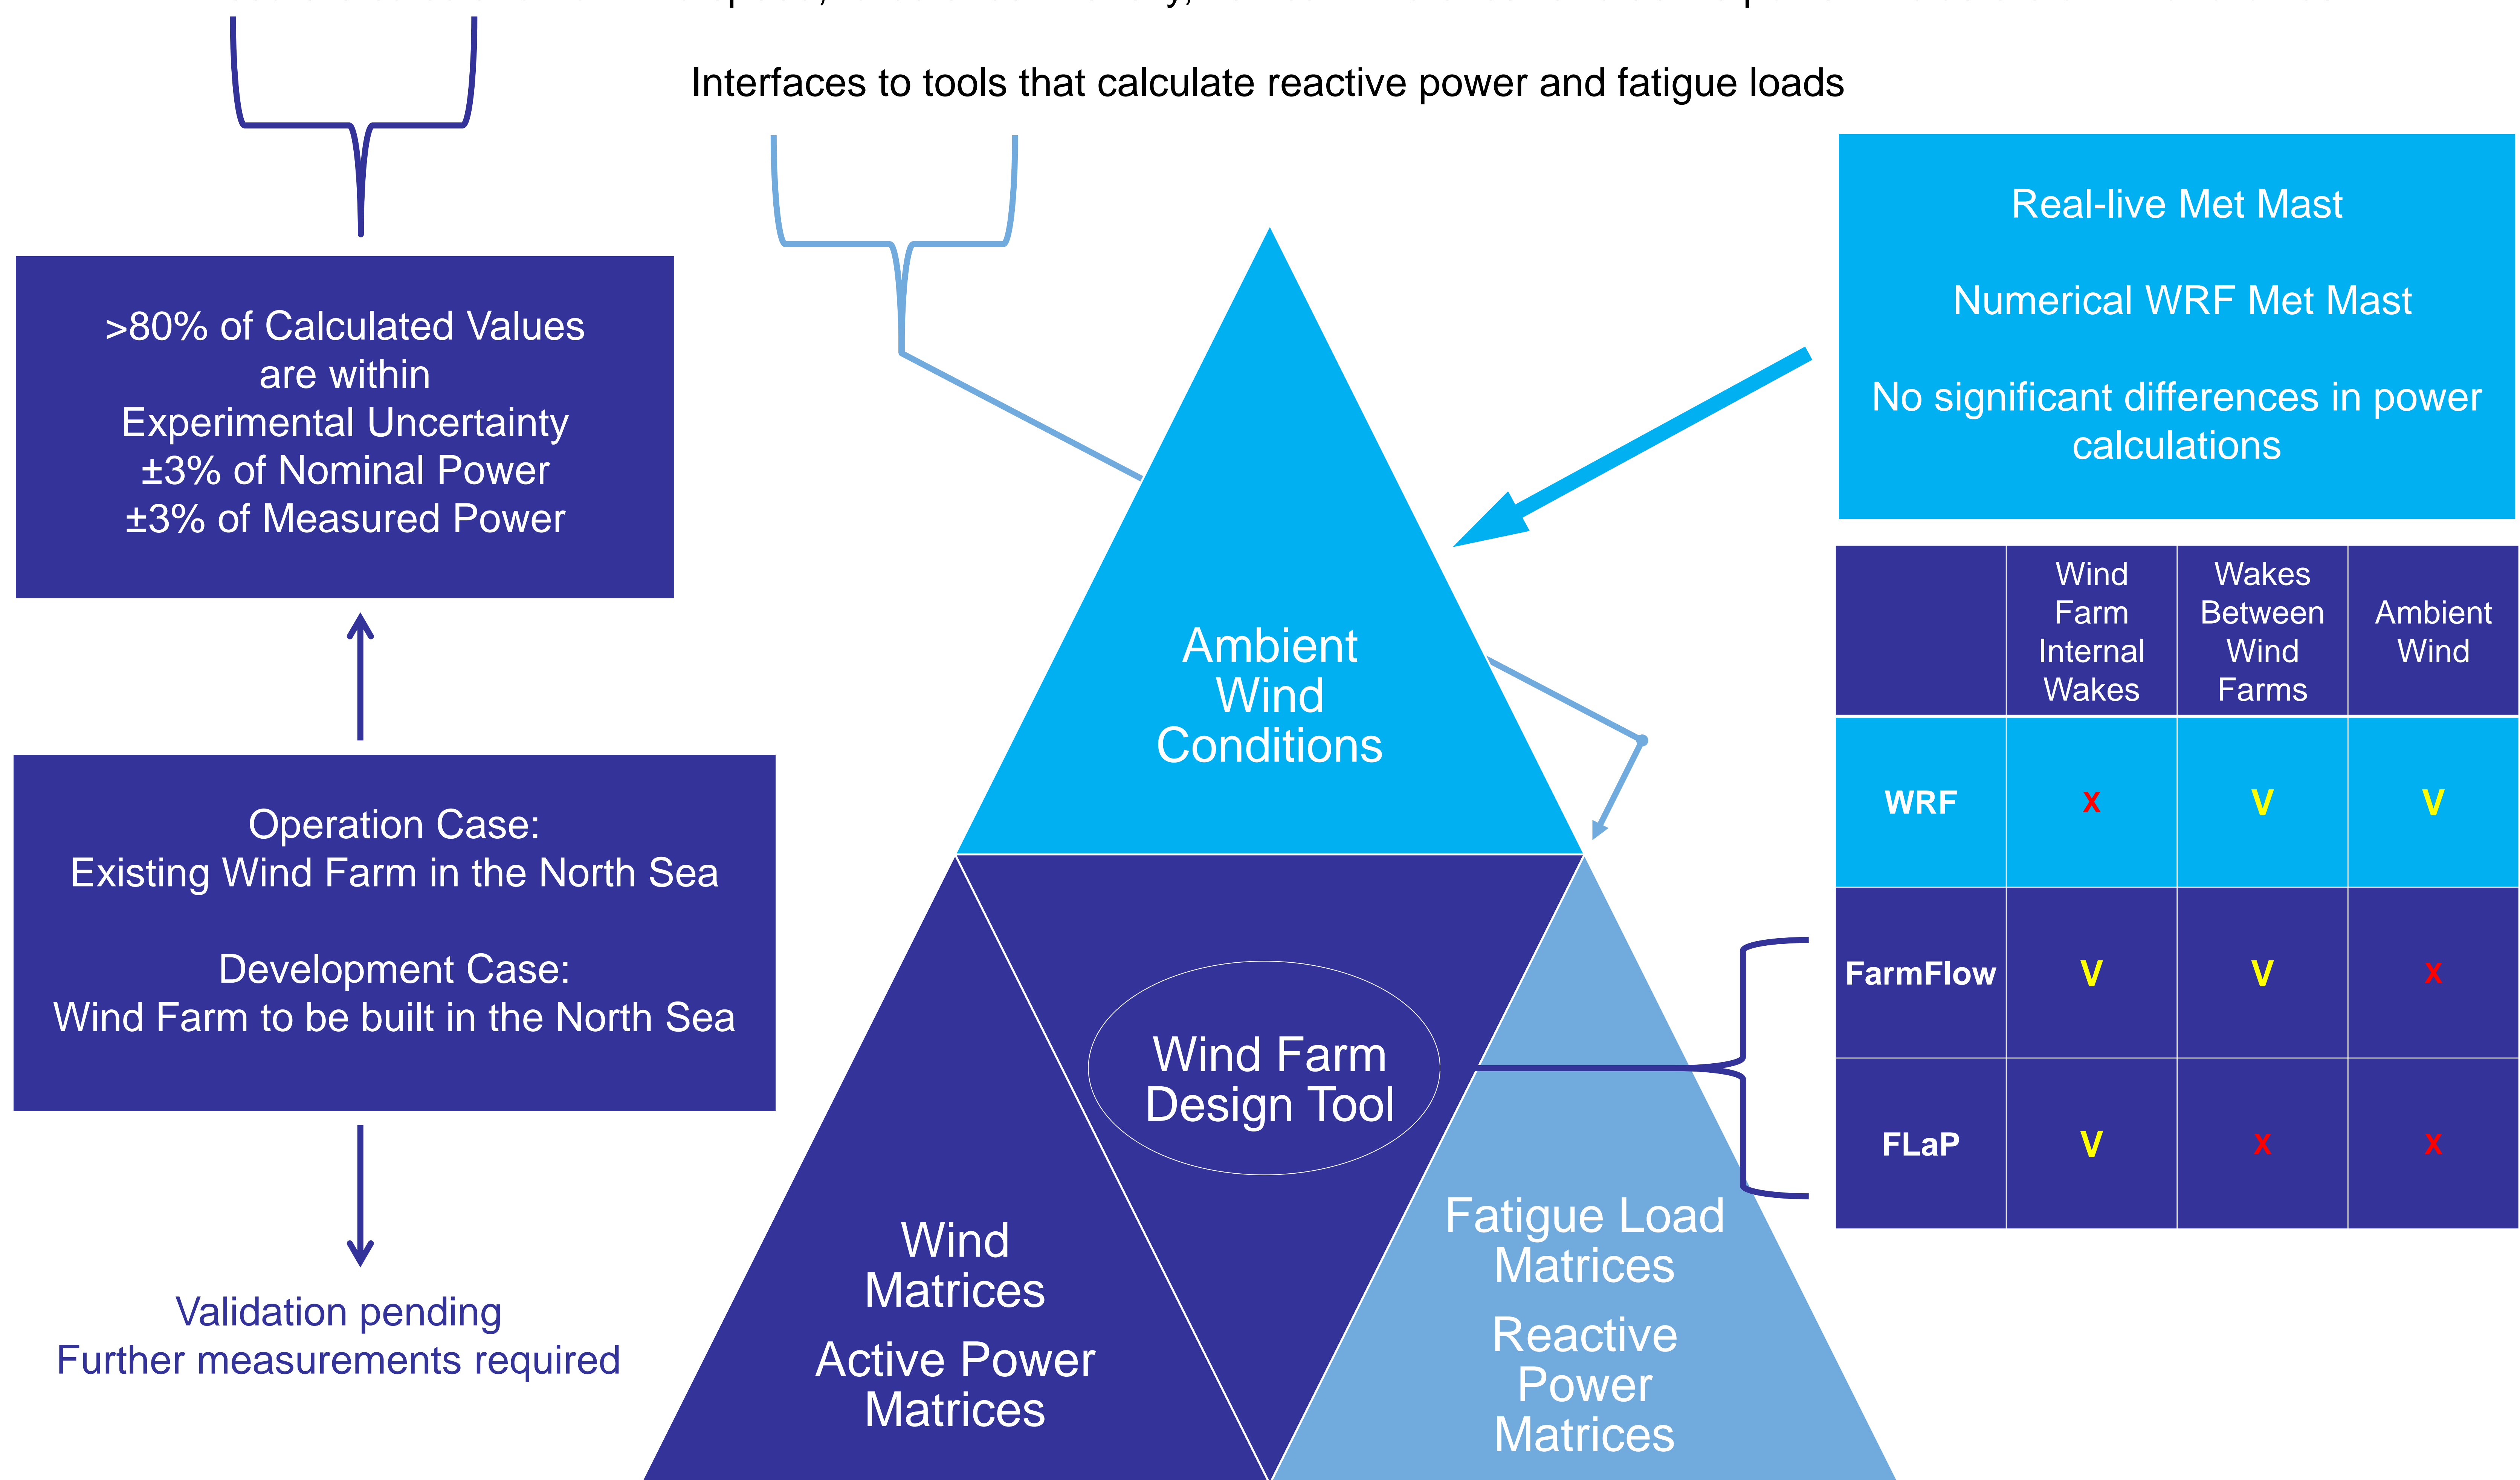 Interfaces to tools that calculate reactive power and fatigue loads
>80% of Calculated Values
are within
Experimental Uncertainty
±3% of Nominal Power
±3% of Measured Power
Operation Case:
Existing Wind Farm in the North Sea
Development Case:
Wind Farm to be built in the North Sea
Validation pending
Further measurements required
Ambient
Wind
Conditions
Wind Farm
Design Tool
Wind
Matrices
Active Power
Matrices
Fatigue Load
Matrices
Reactive
Power
Matrices
Real-live Met Mast
Numerical WRF Met Mast
No significant differences in power
calculations
Wind
Farm
Internal
Wakes
Wakes
Between
Wind
Farms
Ambient
Wind
WRF x V V
FarmFlow V V x
FLaP V x x